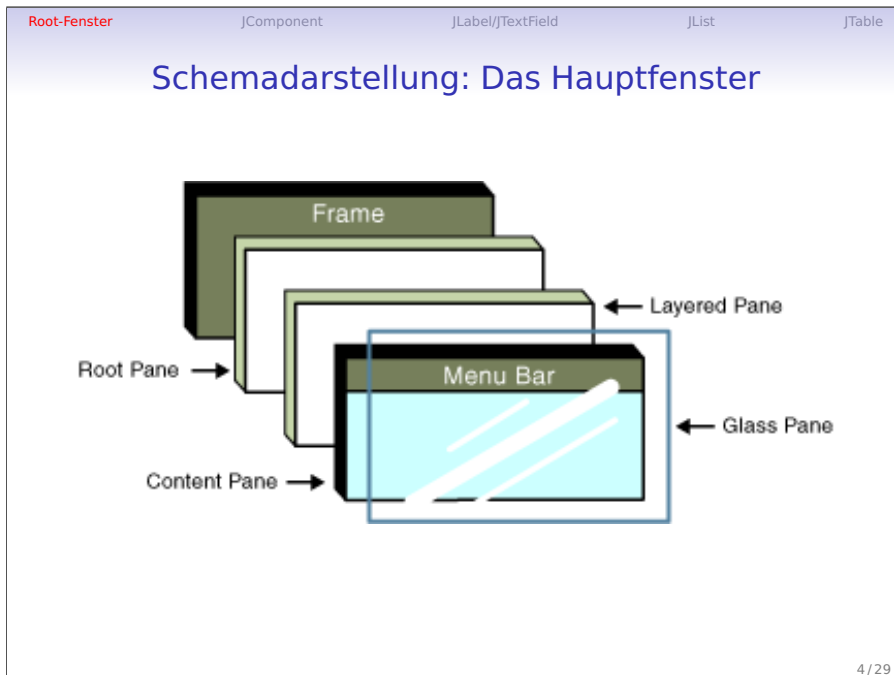 Root-Fenster JComponent JLabel/JTextField JList JTable
Schemadarstellung: Das Hauptfenster
Frame
Layered Pane
Root Pane
Menu Bar
Glass Pane
Content Pane
4/29